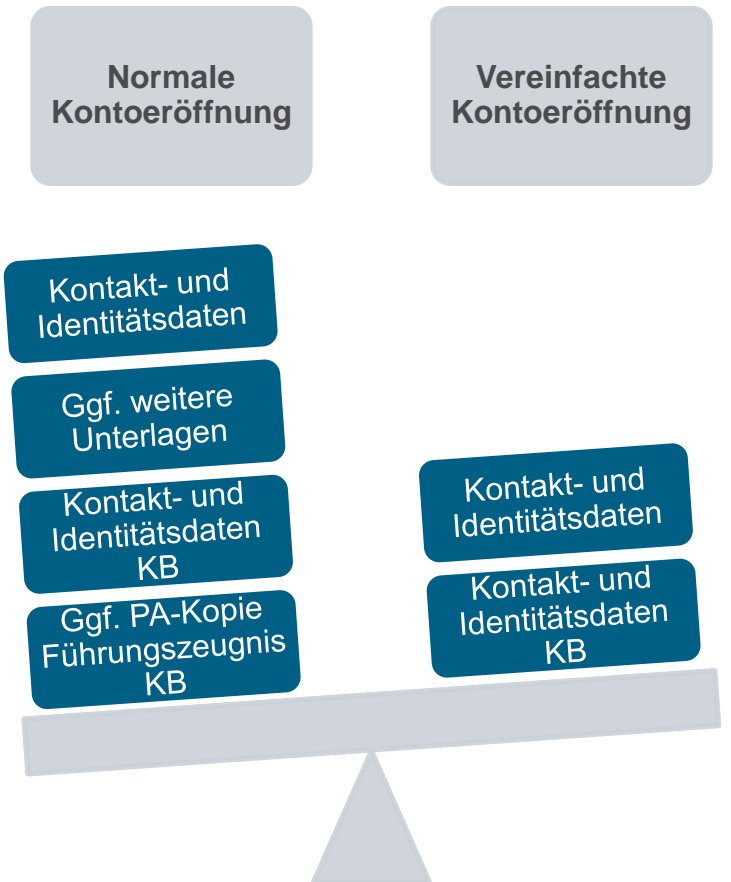 Normale
Kontoeröffnung
Vereinfachte
Kontoeröffnung
Kontakt- und
Identitätsdaten
Ggf. weitere
Unterlagen
Kontakt- und
Identitätsdaten
KB
Ggf. PA-Kopie
Führungszeugnis
KB
Kontakt- und
Identitätsdaten
Kontakt- und
Identitätsdaten
KB